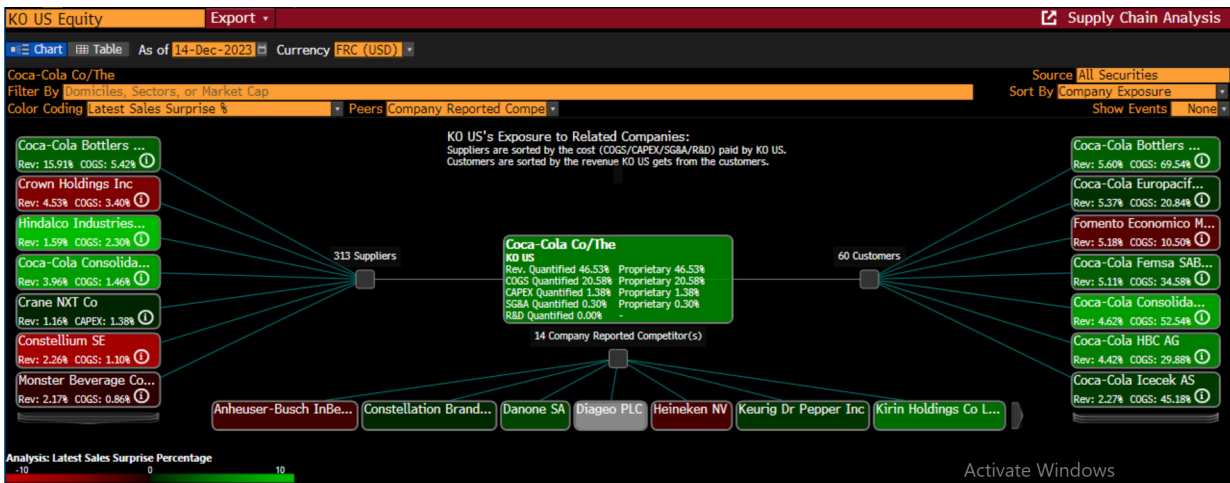 KO US Equity Export Supply Chain Analysis
Chart Table As of 14-Dec-2023 Currency FRC (USD)
Coca-Cola Co/The Source All Securities
Filter By Domiciles, Sectors, or Market Cap Sort By Company Exposure
Color Coding Latest Sales Surprise % Peers Company Reported Compe Show Events None
KO US's Exposure to Related Companies:
Suppliers are sorted by the cost (COGS/CAPEX/SG&A/R&D) paid by KO US.
Customers are sorted by the revenue KO US gets from the customers.
Coca-Cola Bottlers ...
Rev: 15.91% COGS: 5.42%
Crown Holdings Inc
Rev: 4.53% COGS: 3.40%
Hindalco Industries...
Rev: 1.59% COGS: 2.30%
Coca-Cola Consolida...
Rev: 3.96% COGS: 1.46%
Crane NXT Co
Rev: 1.16% CAPEX: 1.38%
Constellium SE
Rev: 2.26% COGS: 1.10%
Monster Beverage Co...
Rev: 2.17% COGS: 0.86%
313 Suppliers
Coca-Cola Co/The
KO US
Rev. Quantified 46.53% Proprietary 46.53%
COGS Quantified 20.58% Proprietary 20.58%
CAPEX Quantified 1.38% Proprietary 1.38%
SG&A Quantified 0.30% Proprietary 0.30%
R&D Quantified 0.00% -
60 Customers
Coca-Cola Bottlers ...
Rev: 5.60% COGS: 69.54%
Coca-Cola Europacif...
Rev: 5.37% COGS: 20.84%
Fomento Economico M...
Rev: 5.18% COGS: 10.50%
Coca-Cola Femsa SAB...
Rev: 5.11% COGS: 34.58%
Coca-Cola Consolida...
Rev: 4.62% COGS: 52.54%
Coca-Cola HBC AG
Rev: 4.42% COGS: 29.88%
Coca-Cola Icecek AS
Rev: 2.27% COGS: 45.18%
14 Company Reported Competitor(s)
Anheuser-Busch InBe... Constellation Brand... Danone SA Diageo PLC Heineken NV Keurig Dr Pepper Inc Kirin Holdings Co L...
Analysis: Latest Sales Surprise Percentage
-10 0 10
Activate Windows